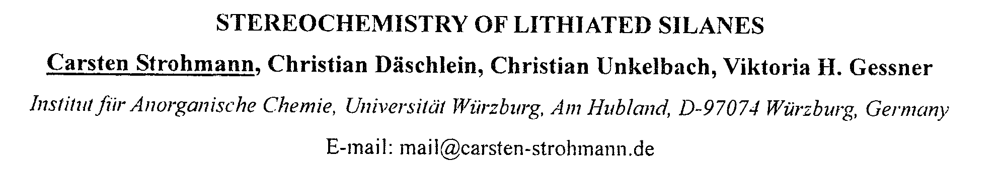 STEREOCHEMISTRY OF LITHIATED SILANES
Carsten Strohmann, Christian Däschlein, Christian Unkelbach, Viktoria H. Gessner
Institut für Anorganische Chemie, Universität Würzburg, Am Hubland, D-97074 Würzburg, Germany
E-mail: mail@carsten-strohmann.de